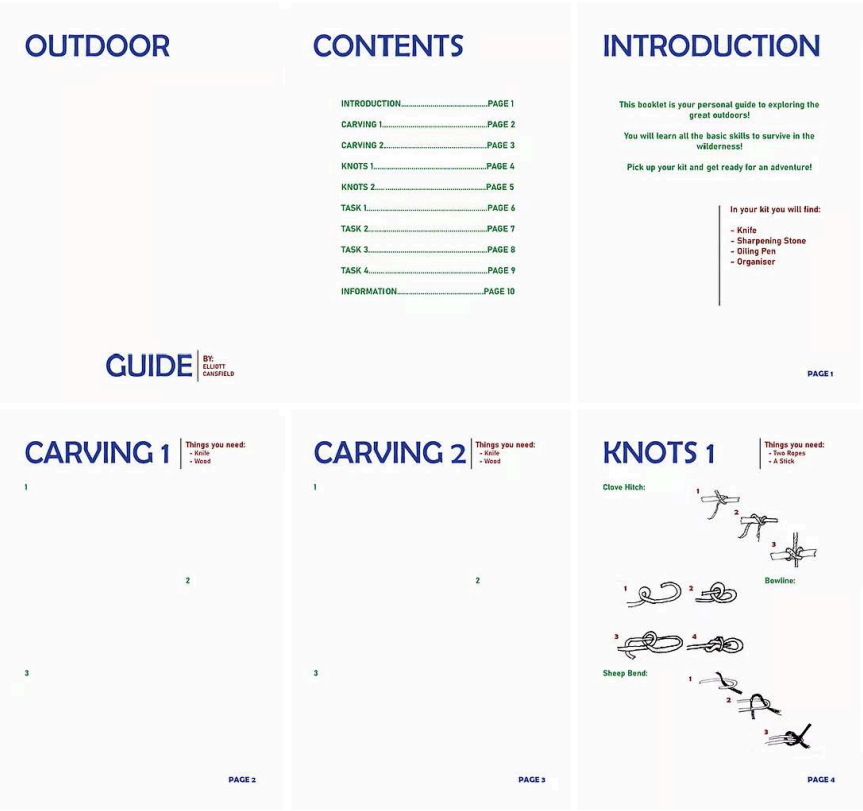 OUTDOOR
GUIDE
BY:
ELLIOTT
CANSFIELD
CONTENTS
INTRODUCTION........................................PAGE 1
CARVING 1................................................PAGE 2
CARVING 2................................................PAGE 3
KNOTS 1....................................................PAGE 4
KNOTS 2....................................................PAGE 5
TASK 1.......................................................PAGE 6
TASK 2.......................................................PAGE 7
TASK 3.......................................................PAGE 8
TASK 4.......................................................PAGE 9
INFORMATION........................................PAGE 10
INTRODUCTION
This booklet is your personal guide to exploring the
great outdoors!
You will learn all the basic skills to survive in the
wilderness!
Pick up your kit and get ready for an adventure!
In your kit you will find:
- Knife
- Sharpening Stone
- Oiling Pen
- Organiser
PAGE 1
CARVING 1
Things you need:
- Knife
- Wood
1
2
3
PAGE 2
CARVING 2
Things you need:
- Knife
- Wood
1
2
3
PAGE 3
KNOTS 1
Things you need:
- Two Ropes
- A Stick
Clove Hitch:
1
2
3
Bowline:
1
2
3
4
Sheep Bend:
1
2
3
PAGE 4